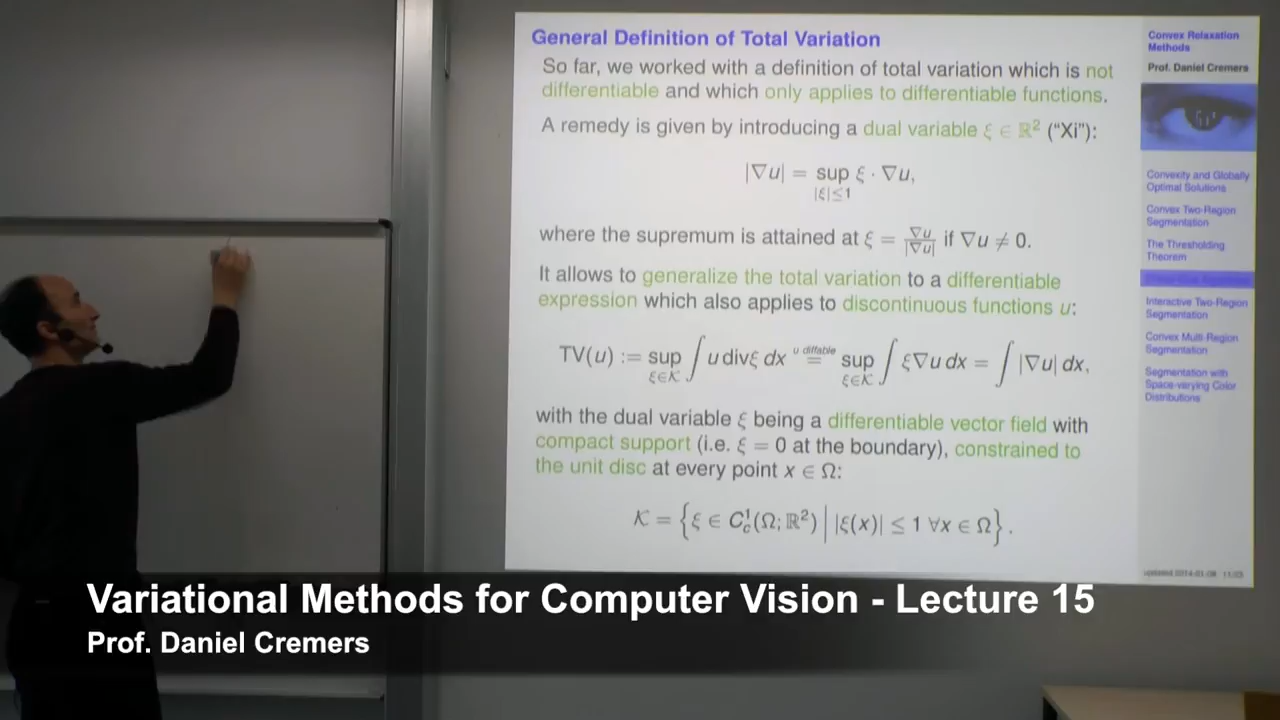 General Definition of Total Variation
So far, we worked with a definition of total variation which is not
differentiable and which only applies to differentiable functions.
A remedy is given by introducing a dual variable ξ ∈ ℝ² (“Xi”):
|∇u| = sup ξ · ∇u,
|ξ|≤1
where the supremum is attained at ξ = ∇u/|∇u| if ∇u ≠ 0.
It allows to generalize the total variation to a differentiable
expression which also applies to discontinuous functions u:
TV(u) := sup ∫ u divξ dx u diffable = sup ∫ ξ∇u dx = ∫ |∇u| dx,
ξ∈𝒦 ξ∈𝒦
with the dual variable ξ being a differentiable vector field with
compact support (i.e. ξ = 0 at the boundary), constrained to
the unit disc at every point x ∈ Ω:
𝒦 = {ξ ∈ C_c^1(Ω; ℝ²) | |ξ(x)| ≤ 1 ∀x ∈ Ω}.
Convex Relaxation
Methods
Prof. Daniel Cremers
Convexity and Globally
Optimal Solutions
Convex Two-Region
Segmentation
The Thresholding
Theorem
Interactive Two-Region
Segmentation
Convex Multi-Region
Segmentation
Segmentation with
Space-varying Color
Distributions
Variational Methods for Computer Vision - Lecture 15
Prof. Daniel Cremers